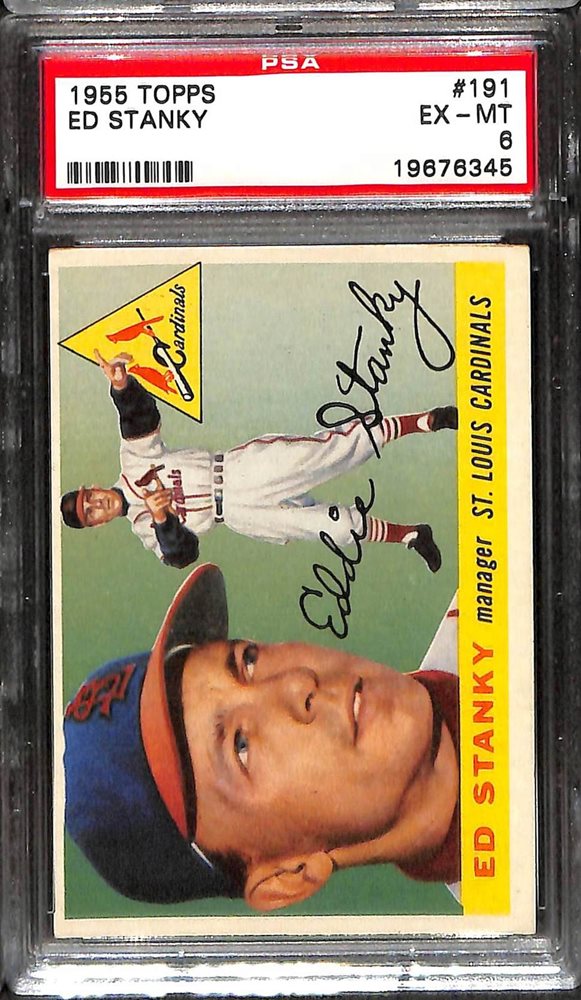 PSA
1955 TOPPS
ED STANKY
#191
EX - MT
6
19676345
Cardinals
Cardinals
Eddie Stanky
ED STANKY manager ST. LOUIS CARDINALS